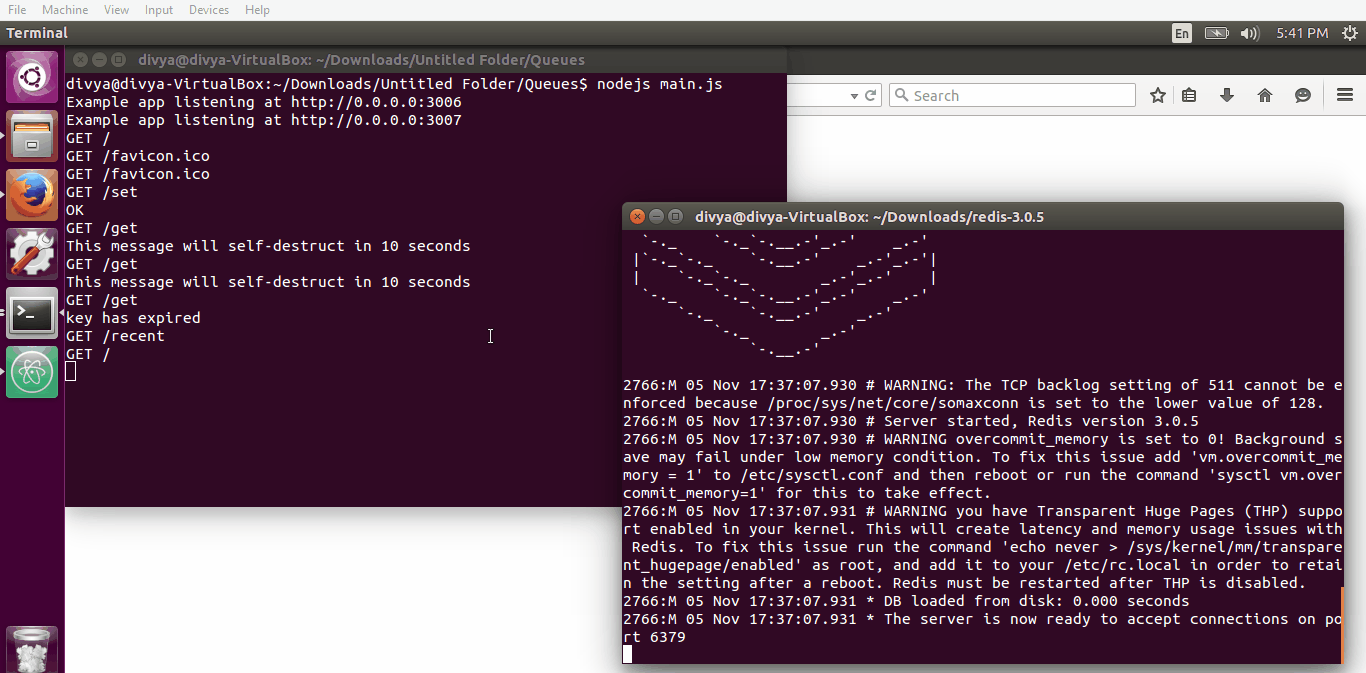 File Machine View Input Devices Help
Terminal
En
5:41 PM
divya@divya-VirtualBox: ~/Downloads/Untitled Folder/Queues
divya@divya-VirtualBox:~/Downloads/Untitled Folder/Queues$ nodejs main.js
Example app listening at http://0.0.0.0:3006
Example app listening at http://0.0.0.0:3007
GET /
GET /favicon.ico
GET /favicon.ico
GET /set
OK
GET /get
This message will self-destruct in 10 seconds
GET /get
This message will self-destruct in 10 seconds
GET /get
key has expired
GET /recent
GET /
Search
divya@divya-VirtualBox: ~/Downloads/redis-3.0.5
2766:M 05 Nov 17:37:07.930 # WARNING: The TCP backlog setting of 511 cannot be e
nforced because /proc/sys/net/core/somaxconn is set to the lower value of 128.
2766:M 05 Nov 17:37:07.930 # Server started, Redis version 3.0.5
2766:M 05 Nov 17:37:07.930 # WARNING overcommit_memory is set to 0! Background s
ave may fail under low memory condition. To fix this issue add 'vm.overcommit_me
mory = 1' to /etc/sysctl.conf and then reboot or run the command 'sysctl vm.over
commit_memory=1' for this to take effect.
2766:M 05 Nov 17:37:07.931 # WARNING you have Transparent Huge Pages (THP) suppo
rt enabled in your kernel. This will create latency and memory usage issues with
 Redis. To fix this issue run the command 'echo never > /sys/kernel/mm/transpare
nt_hugepage/enabled' as root, and add it to your /etc/rc.local in order to retai
n the setting after a reboot. Redis must be restarted after THP is disabled.
2766:M 05 Nov 17:37:07.931 * DB loaded from disk: 0.000 seconds
2766:M 05 Nov 17:37:07.931 * The server is now ready to accept connections on po
rt 6379